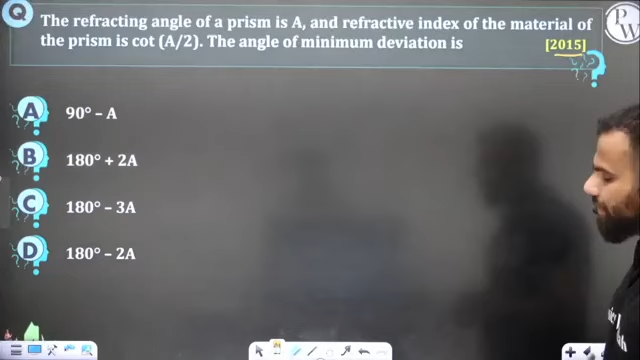 Q The refracting angle of a prism is A, and refractive index of the material of
the prism is cot (A/2). The angle of minimum deviation is [2015]
P
W
A 90° – A
B 180° + 2A
C 180° – 3A
D 180° – 2A